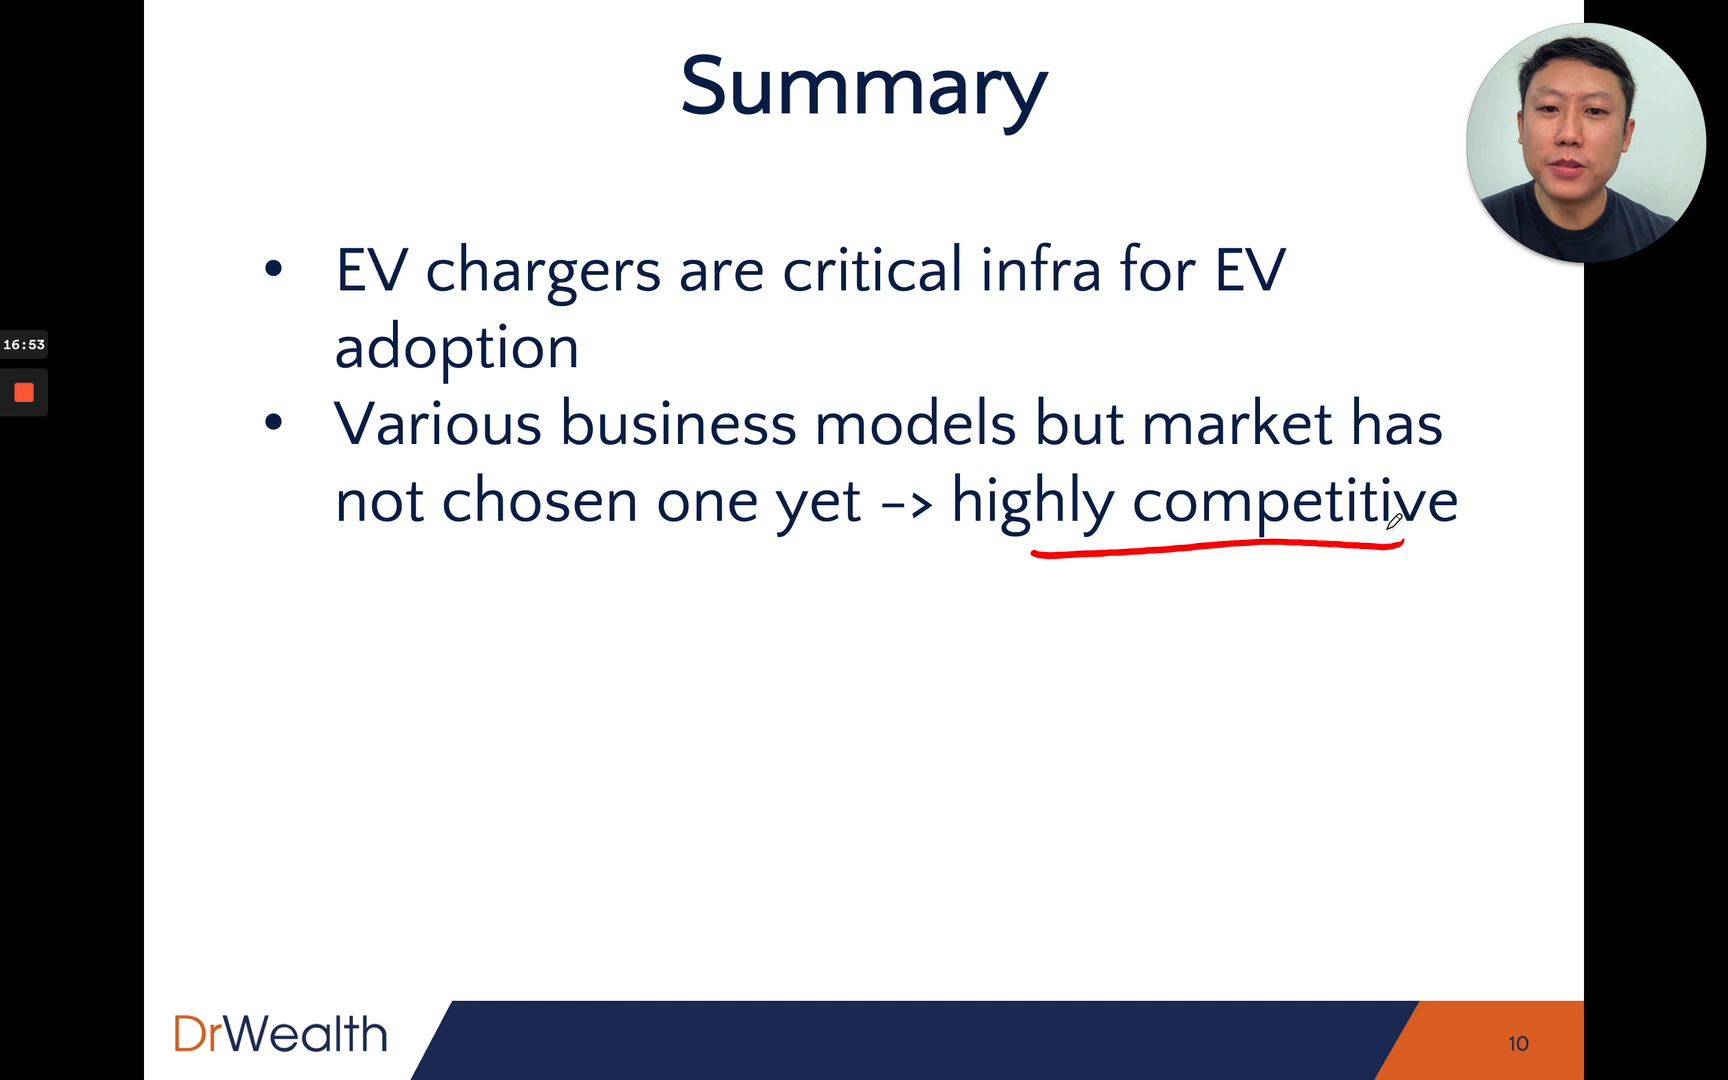 Summary
• EV chargers are critical infra for EV
adoption
• Various business models but market has
not chosen one yet -> highly competitive
16:53
DrWealth
10